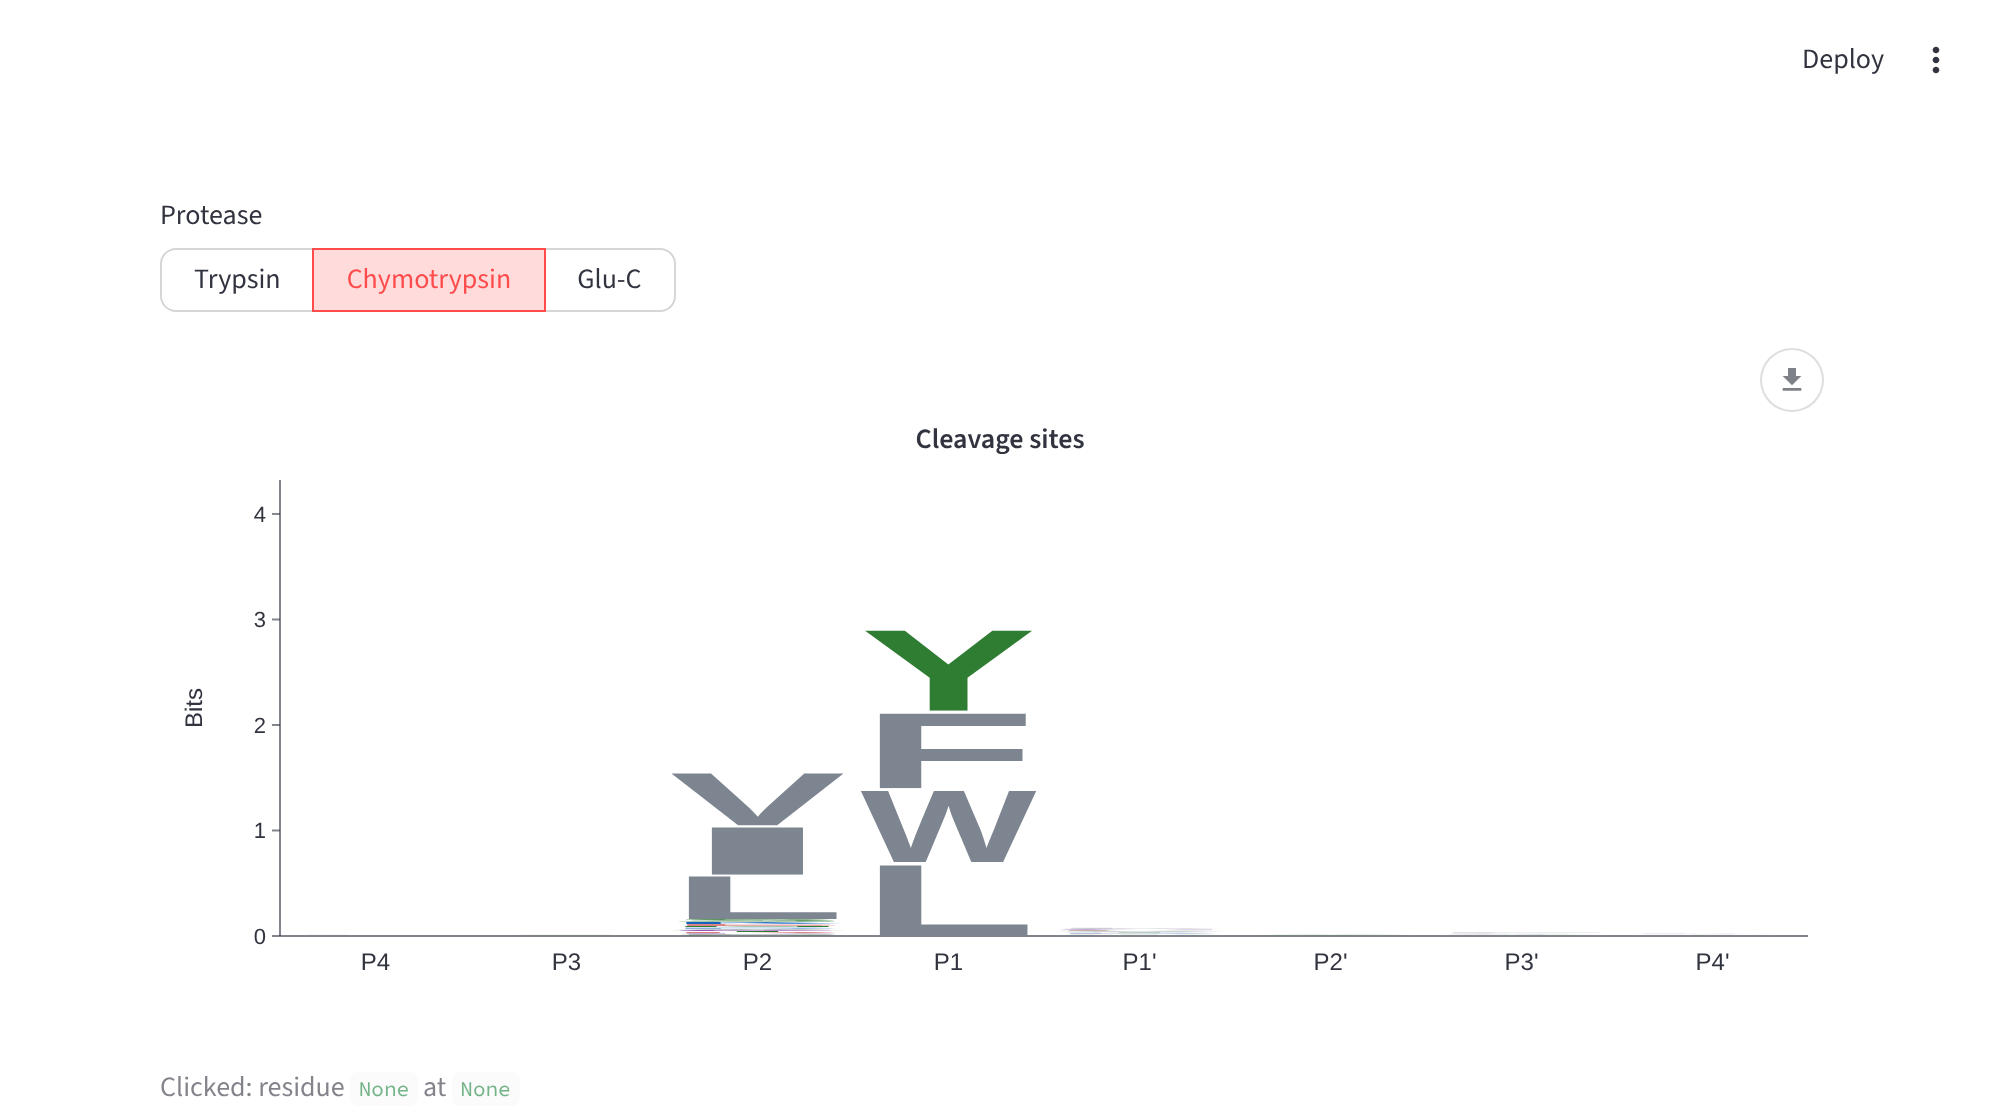 Deploy
Protease
Trypsin Chymotrypsin Glu-C
Cleavage sites
4
3
2
1
0
Bits
Y
F
W
L
V
I
L
P4 P3 P2 P1 P1' P2' P3' P4'
Clicked: residue None at None